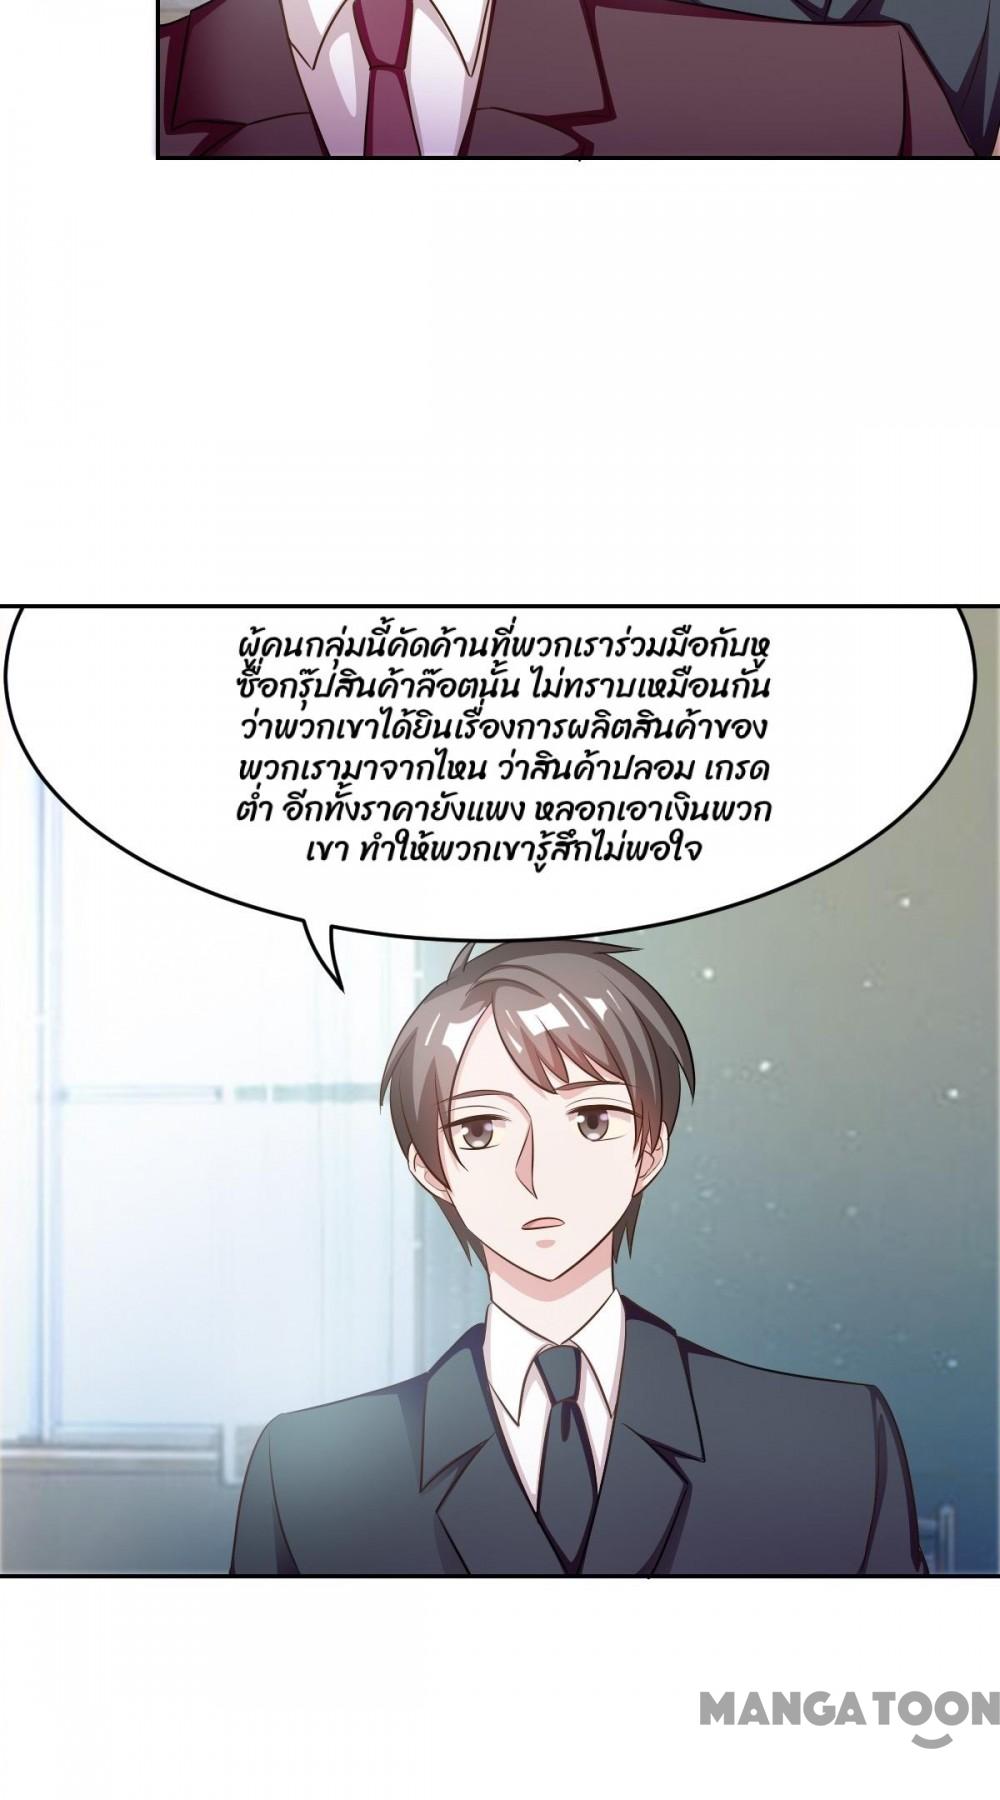 ผู้คนกลุ่มนี้คัดค้านที่พวกเราร่วมมือกับหู
ซื่อกรุ๊ปสินค้าล๊อตนั้น ไม่ทราบเหมือนกัน
ว่าพวกเขาได้ยินเรื่องการผลิตสินค้าของ
พวกเรามาจากไหน ว่าสินค้าปลอม เกรด
ต่ำ อีกทั้งราคายังแพง หลอกเอาเงินพวก
เขา ทำให้พวกเขารู้สึกไม่พอใจ
MANGATOON